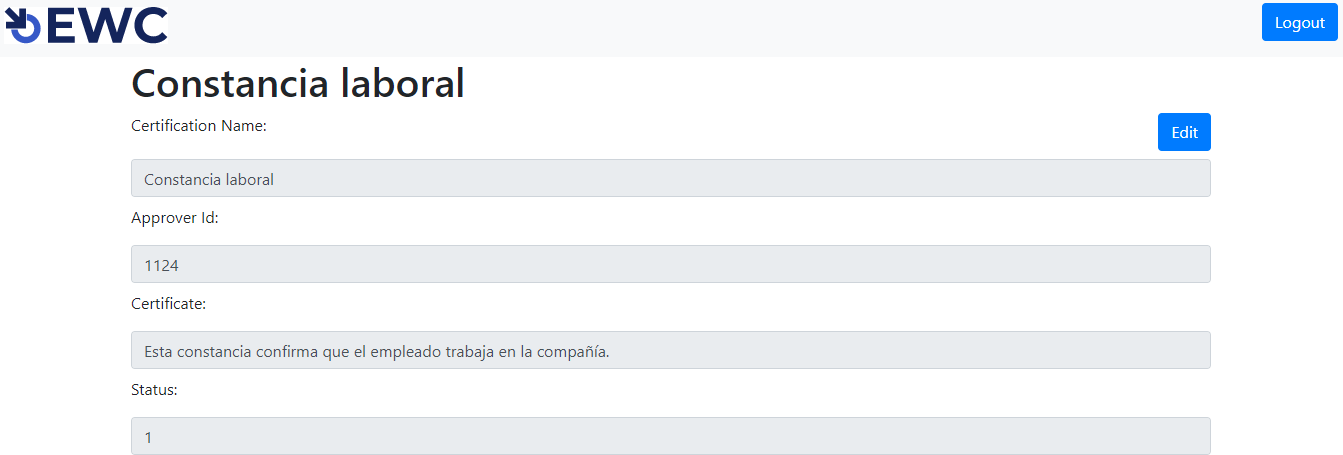 EWC
Logout
Constancia laboral
Certification Name:
Edit
Constancia laboral
Approver Id:
1124
Certificate:
Esta constancia confirma que el empleado trabaja en la compañía.
Status:
1